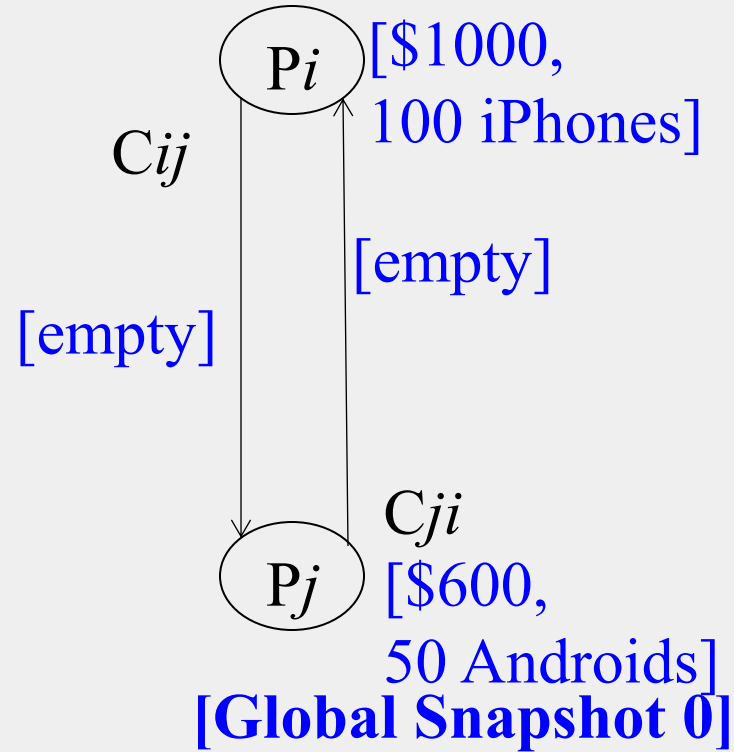 Pi
[$1000,
100 iPhones]
Cij
[empty]
[empty]
Cji
Pj
[$600,
50 Androids]
[Global Snapshot 0]